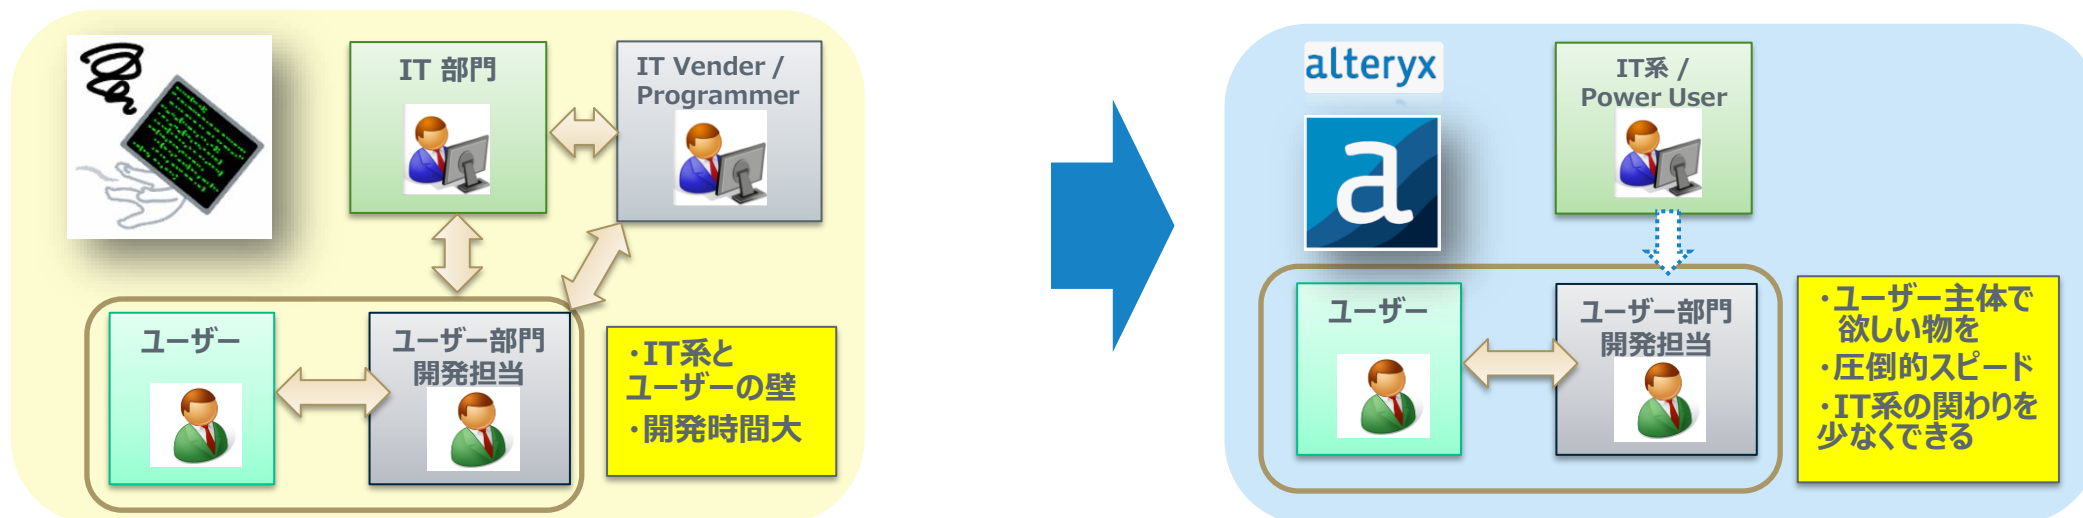 IT 部門
IT Vender /
Programmer
ユーザー
ユーザー部門
開発担当
・IT系と
ユーザーの壁
・開発時間大
alteryx
a
IT系 /
Power User
ユーザー
ユーザー部門
開発担当
・ユーザー主体で
欲しい物を
・圧倒的スピード
・IT系の関わりを
少なくできる